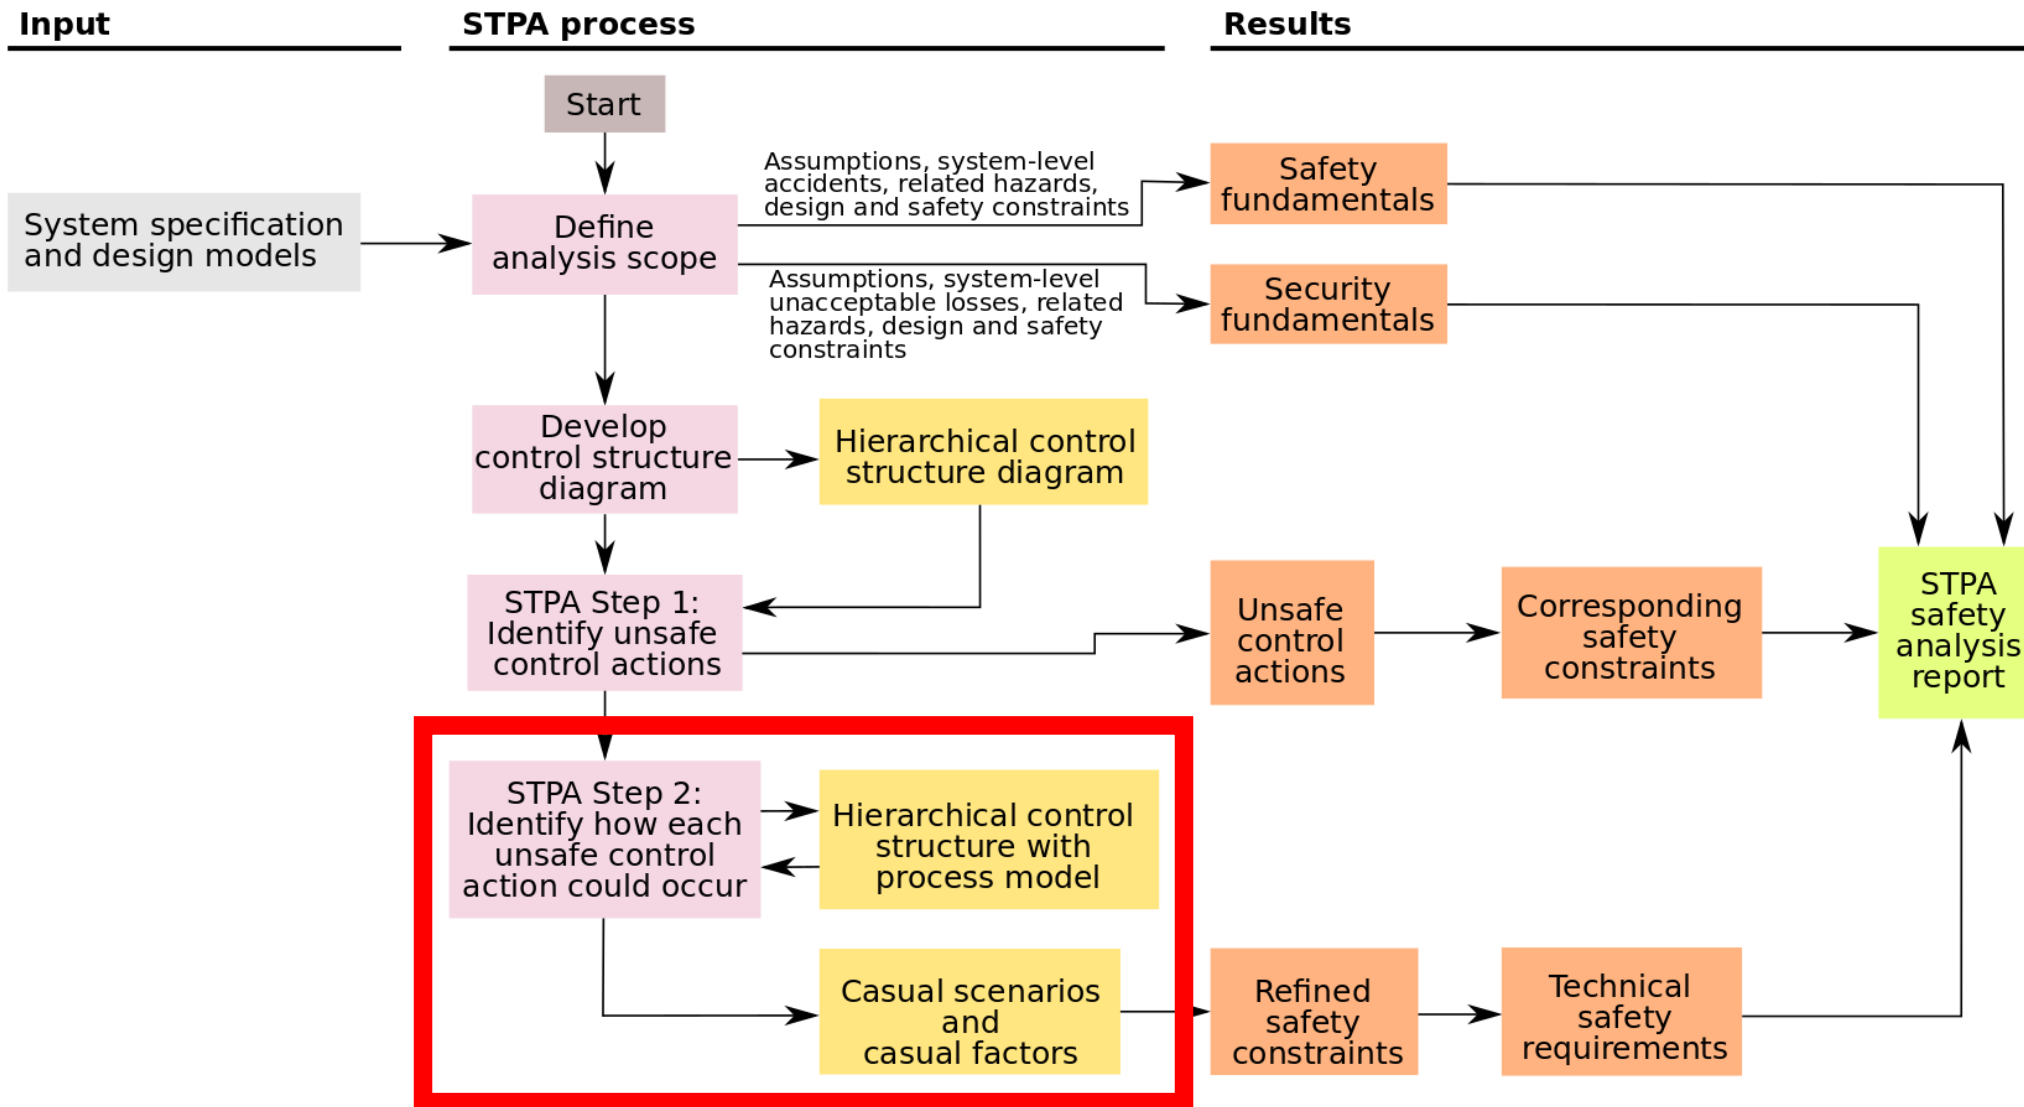 Input
STPA process
Results
Start
System specification
and design models
Define
analysis scope
Assumptions, system-level
accidents, related hazards,
design and safety constraints
Safety
fundamentals
Assumptions, system-level
unacceptable losses, related
hazards, design and safety
constraints
Security
fundamentals
Develop
control structure
diagram
Hierarchical control
structure diagram
STPA Step 1:
Identify unsafe
control actions
Unsafe
control
actions
Corresponding
safety
constraints
STPA
safety
analysis
report
STPA Step 2:
Identify how each
unsafe control
action could occur
Hierarchical control
structure with
process model
Casual scenarios
and
casual factors
Refined
safety
constraints
Technical
safety
requirements